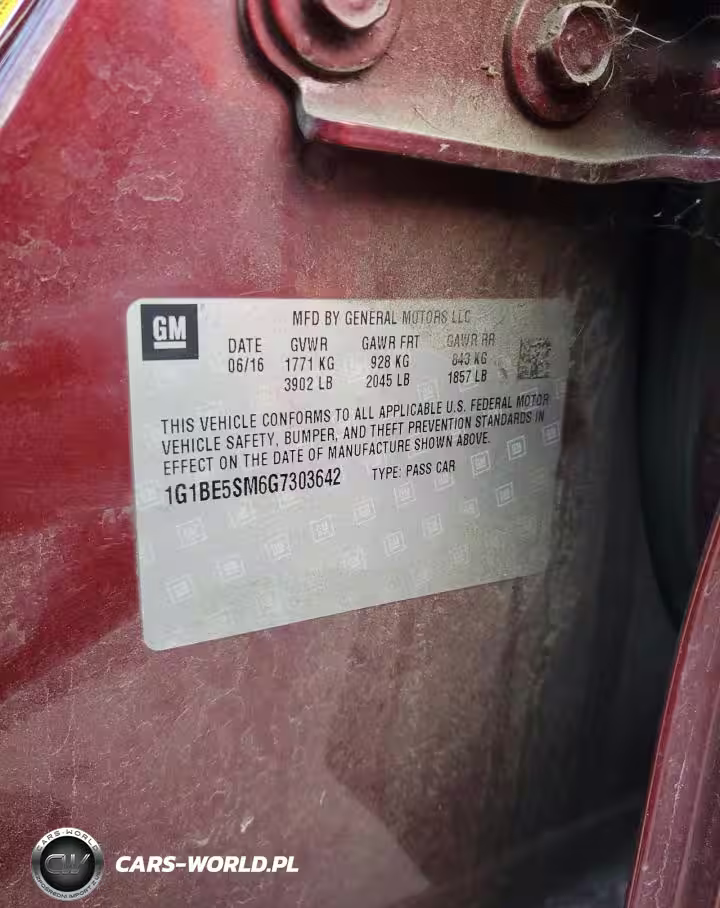 GM
MFD BY GENERAL MOTORS LLC
DATE GVWR GAWR FRT GAWR RR
06/16 1771 KG 928 KG 843 KG
3902 LB 2045 LB 1857 LB
THIS VEHICLE CONFORMS TO ALL APPLICABLE U.S. FEDERAL MOTOR
VEHICLE SAFETY, BUMPER, AND THEFT PREVENTION STANDARDS IN
EFFECT ON THE DATE OF MANUFACTURE SHOWN ABOVE.
1G1BE5SM6G7303642 TYPE: PASS CAR
CARS-WORLD
CW
CARS-WORLD.PL